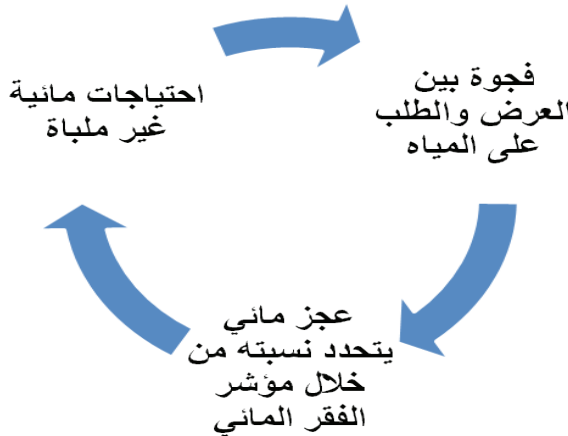 فجوة بين
العرض والطلب
على المياه
عجز مائي
يتحدد نسبته من
خلال مؤشر
الفقر المائي
احتياجات مائية
غير ملباة